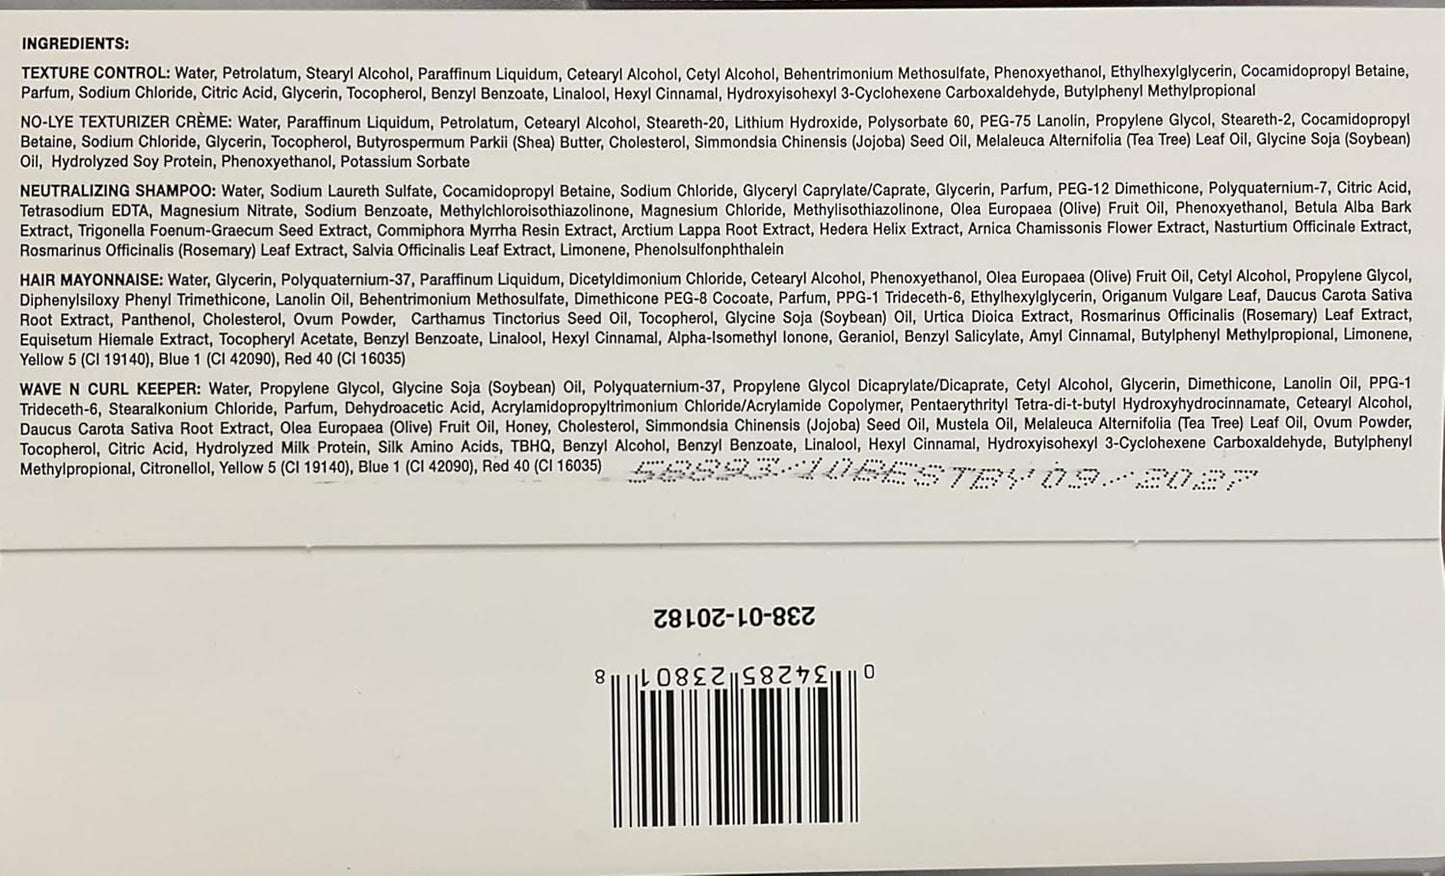 INGREDIENTS:
TEXTURE CONTROL: Water, Petrolatum, Stearyl Alcohol, Paraffinum Liquidum, Cetearyl Alcohol, Cetyl Alcohol, Behentrimonium Methosulfate, Phenoxyethanol, Ethylhexylglycerin, Cocamidopropyl Betaine,
Parfum, Sodium Chloride, Citric Acid, Glycerin, Tocopherol, Benzyl Benzoate, Linalool, Hexyl Cinnamal, Hydroxyisohexyl 3-Cyclohexene Carboxaldehyde, Butylphenyl Methylpropional
NO-LYE TEXTURIZER CRÈME: Water, Paraffinum Liquidum, Petrolatum, Cetearyl Alcohol, Steareth-20, Lithium Hydroxide, Polysorbate 60, PEG-75 Lanolin, Propylene Glycol, Steareth-2, Cocamidopropyl
Betaine, Sodium Chloride, Glycerin, Tocopherol, Butyrospermum Parkii (Shea) Butter, Cholesterol, Simmondsia Chinensis (Jojoba) Seed Oil, Melaleuca Alternifolia (Tea Tree) Leaf Oil, Glycine Soja (Soybean)
Oil, Hydrolyzed Soy Protein, Phenoxyethanol, Potassium Sorbate
NEUTRALIZING SHAMPOO: Water, Sodium Laureth Sulfate, Cocamidopropyl Betaine, Sodium Chloride, Glyceryl Caprylate/Caprate, Glycerin, Parfum, PEG-12 Dimethicone, Polyquaternium-7, Citric Acid,
Tetrasodium EDTA, Magnesium Nitrate, Sodium Benzoate, Methylchloroisothiazolinone, Magnesium Chloride, Methylisothiazolinone, Olea Europaea (Olive) Fruit Oil, Phenoxyethanol, Betula Alba Bark
Extract, Trigonella Foenum-Graecum Seed Extract, Commiphora Myrrha Resin Extract, Arctium Lappa Root Extract, Hedera Helix Extract, Arnica Chamissonis Flower Extract, Nasturtium Officinale Extract,
Rosmarinus Officinalis (Rosemary) Leaf Extract, Salvia Officinalis Leaf Extract, Limonene, Phenolsulfonphthalein
HAIR MAYONNAISE: Water, Glycerin, Polyquaternium-37, Paraffinum Liquidum, Dicetyldimonium Chloride, Cetearyl Alcohol, Phenoxyethanol, Olea Europaea (Olive) Fruit Oil, Cetyl Alcohol, Propylene Glycol,
Diphenylsiloxy Phenyl Trimethicone, Lanolin Oil, Behentrimonium Methosulfate, Dimethicone PEG-8 Cocoate, Parfum, PPG-1 Trideceth-6, Ethylhexylglycerin, Origanum Vulgare Leaf, Daucus Carota Sativa
Root Extract, Panthenol, Cholesterol, Ovum Powder, Carthamus Tinctorius Seed Oil, Tocopherol, Glycine Soja (Soybean) Oil, Urtica Dioica Extract, Rosmarinus Officinalis (Rosemary) Leaf Extract,
Equisetum Hiemale Extract, Tocopheryl Acetate, Benzyl Benzoate, Linalool, Hexyl Cinnamal, Alpha-Isomethyl Ionone, Geraniol, Benzyl Salicylate, Amyl Cinnamal, Butylphenyl Methylpropional, Limonene,
Yellow 5 (CI 19140), Blue 1 (CI 42090), Red 40 (CI 16035)
WAVE N CURL KEEPER: Water, Propylene Glycol, Glycine Soja (Soybean) Oil, Polyquaternium-37, Propylene Glycol Dicaprylate/Dicaprate, Cetyl Alcohol, Glycerin, Dimethicone, Lanolin Oil, PPG-1
Trideceth-6, Stearalkonium Chloride, Parfum, Dehydroacetic Acid, Acrylamidopropyltrimonium Chloride/Acrylamide Copolymer, Pentaerythrityl Tetra-di-t-butyl Hydroxyhydrocinnamate, Cetearyl Alcohol,
Daucus Carota Sativa Root Extract, Olea Europaea (Olive) Fruit Oil, Honey, Cholesterol, Simmondsia Chinensis (Jojoba) Seed Oil, Mustela Oil, Melaleuca Alternifolia (Tea Tree) Leaf Oil, Ovum Powder,
Tocopherol, Citric Acid, Hydrolyzed Milk Protein, Silk Amino Acids, TBHQ, Benzyl Alcohol, Benzyl Benzoate, Linalool, Hexyl Cinnamal, Hydroxyisohexyl 3-Cyclohexene Carboxaldehyde, Butylphenyl
Methylpropional, Citronellol, Yellow 5 (CI 19140), Blue 1 (CI 42090), Red 40 (CI 16035)
BEST BY 09/2027
238-01-20182
0 34285 23801 8